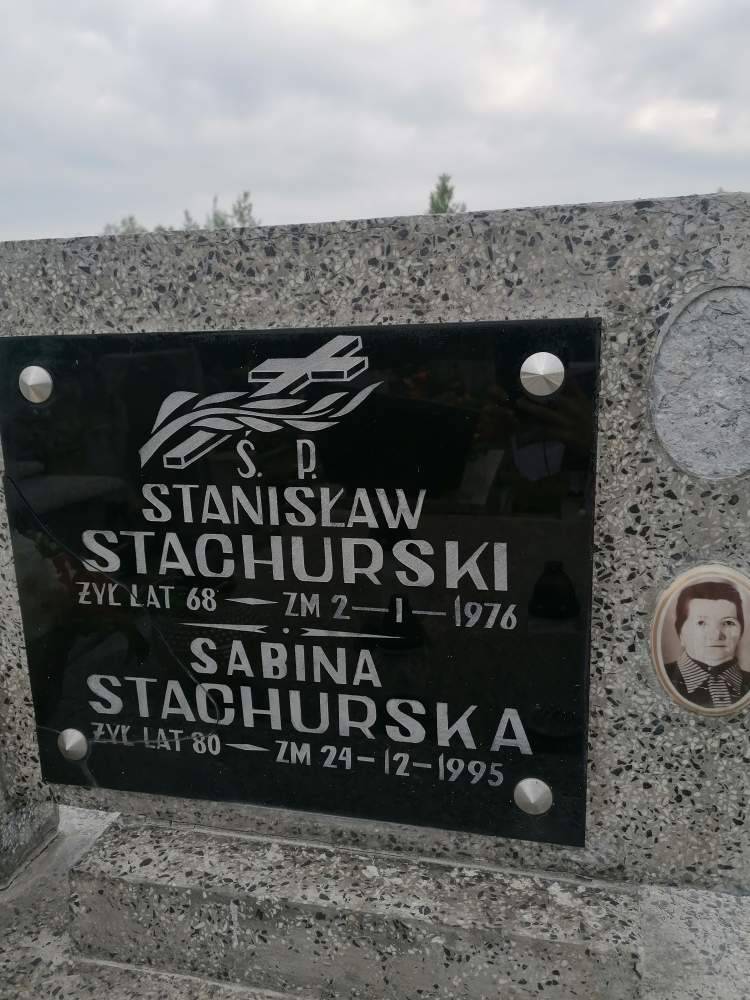 Ś. P.
STANISŁAW
STACHURSKI
ŻYŁ LAT 68 — ZM 2—1—1976
SABINA
STACHURSKA
ŻYŁ LAT 80 — ZM 24-12-1995